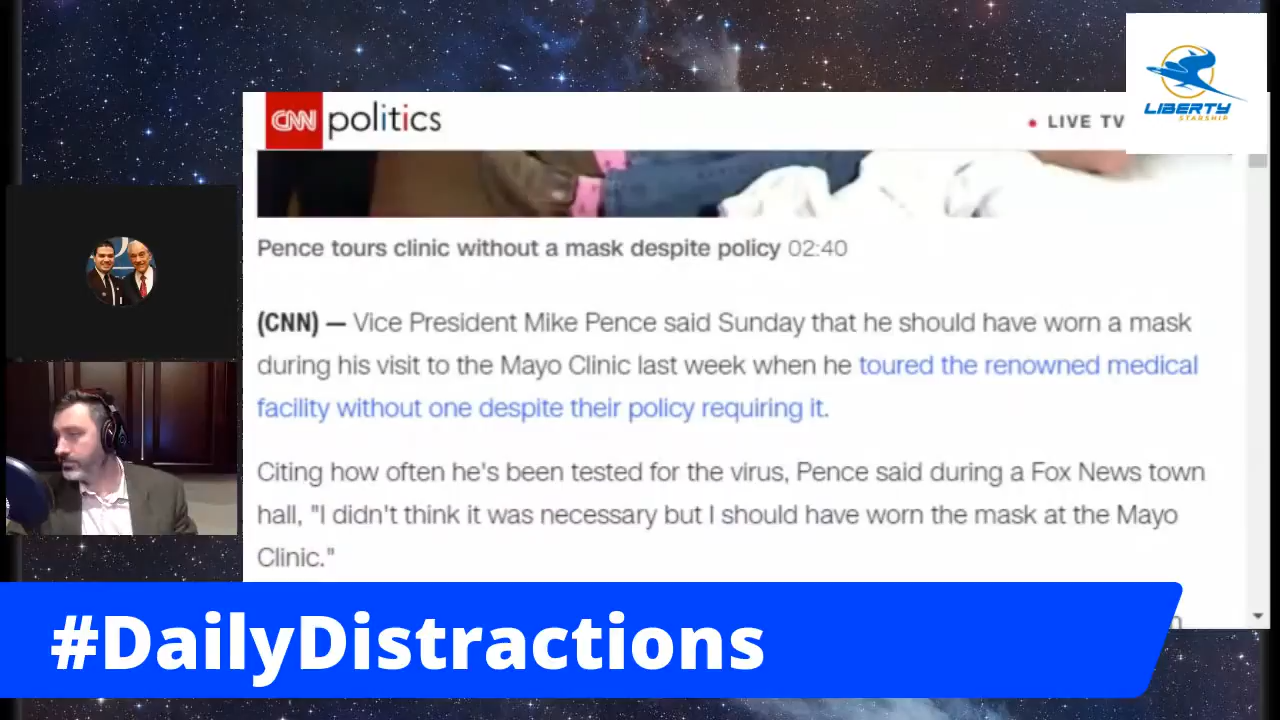 CNN politics
LIVE TV
LIBERTY
STARSHIP
Pence tours clinic without a mask despite policy 02:40
(CNN) — Vice President Mike Pence said Sunday that he should have worn a mask
during his visit to the Mayo Clinic last week when he toured the renowned medical
facility without one despite their policy requiring it.
Citing how often he's been tested for the virus, Pence said during a Fox News town
hall, "I didn't think it was necessary but I should have worn the mask at the Mayo
Clinic."
#DailyDistractions